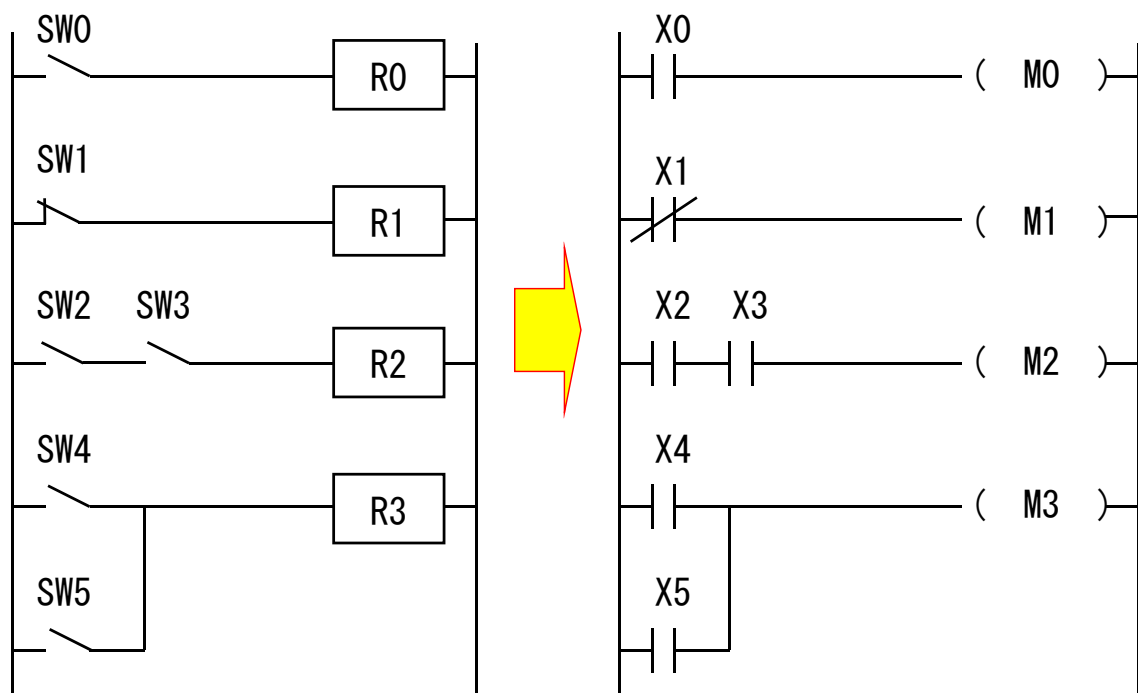 SW0 X0
R0 ( M0 )
SW1 X1
R1 ( M1 )
SW2 SW3 X2 X3
R2 ( M2 )
SW4 X4
R3 ( M3 )
SW5 X5